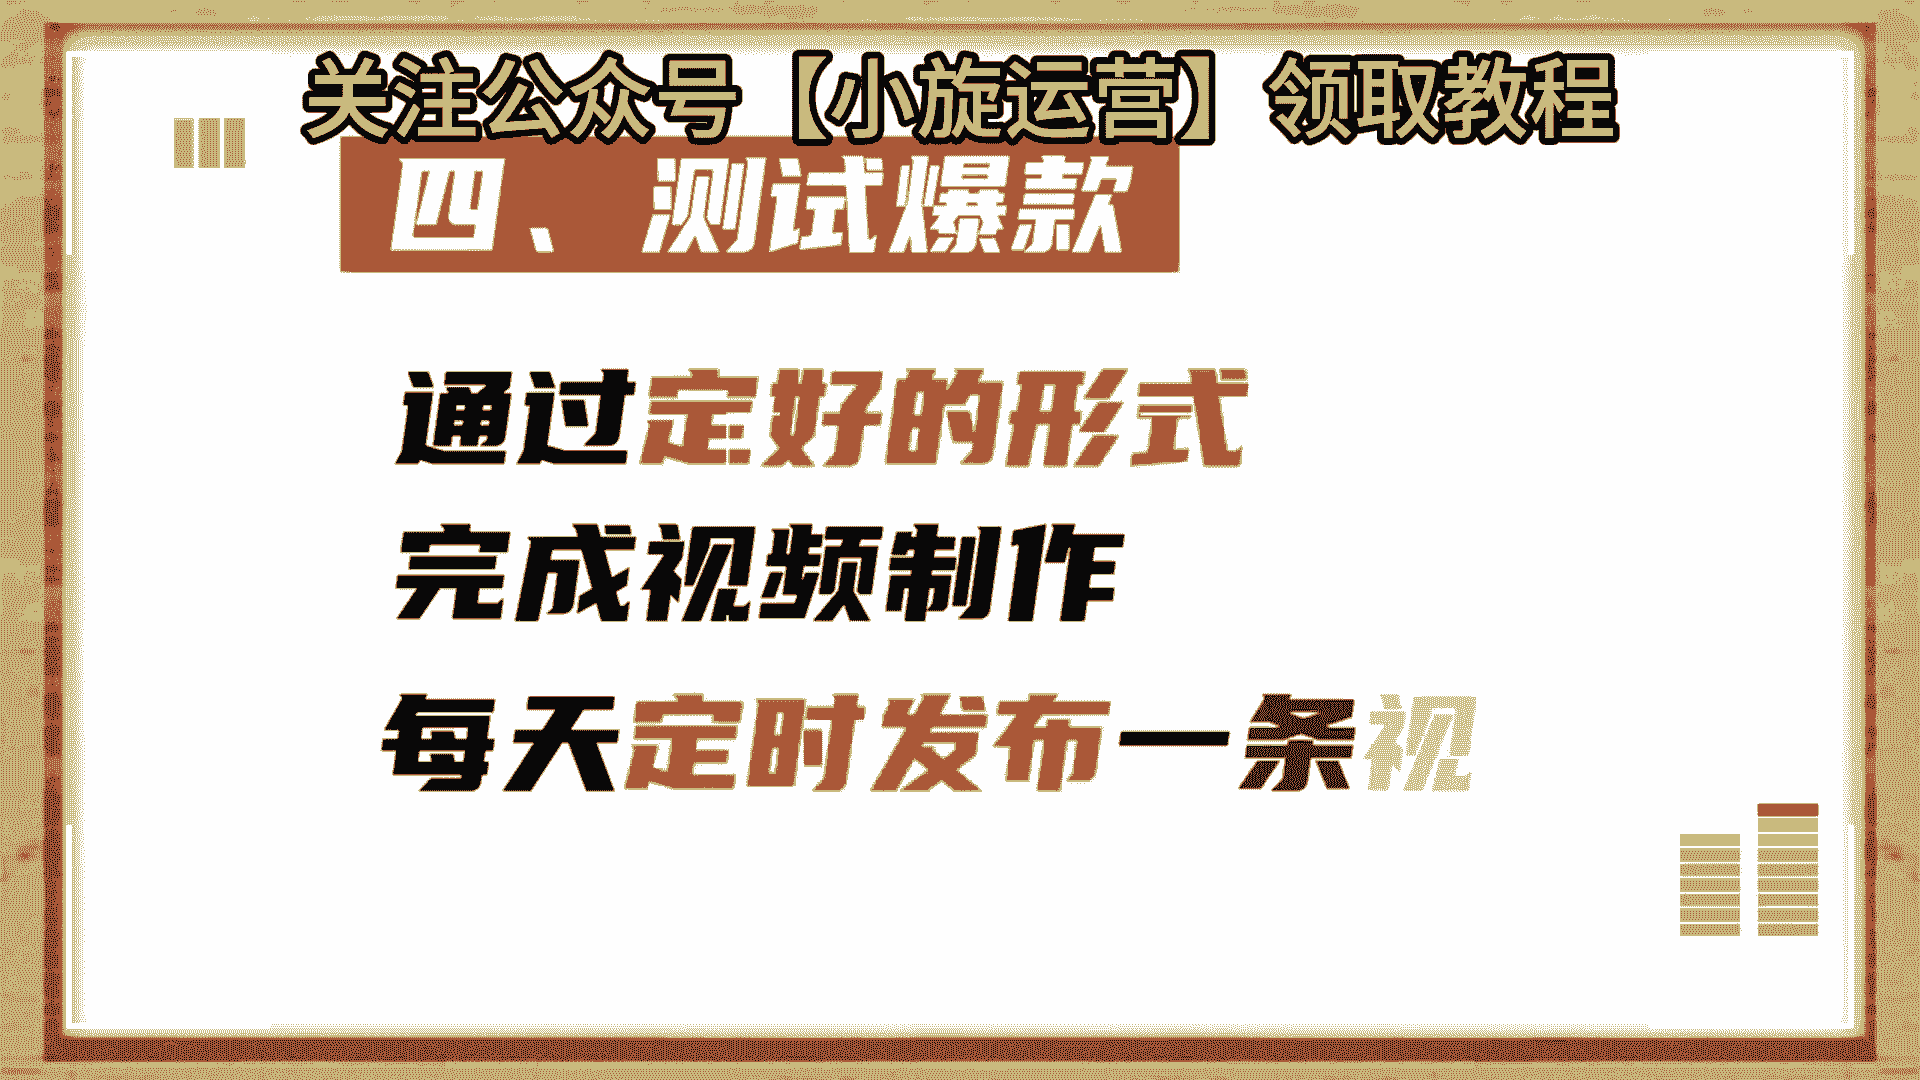 关注公众号【小旋运营】领取教程
四、测试爆款
通过定好的形式
完成视频制作
每天定时发布一条视